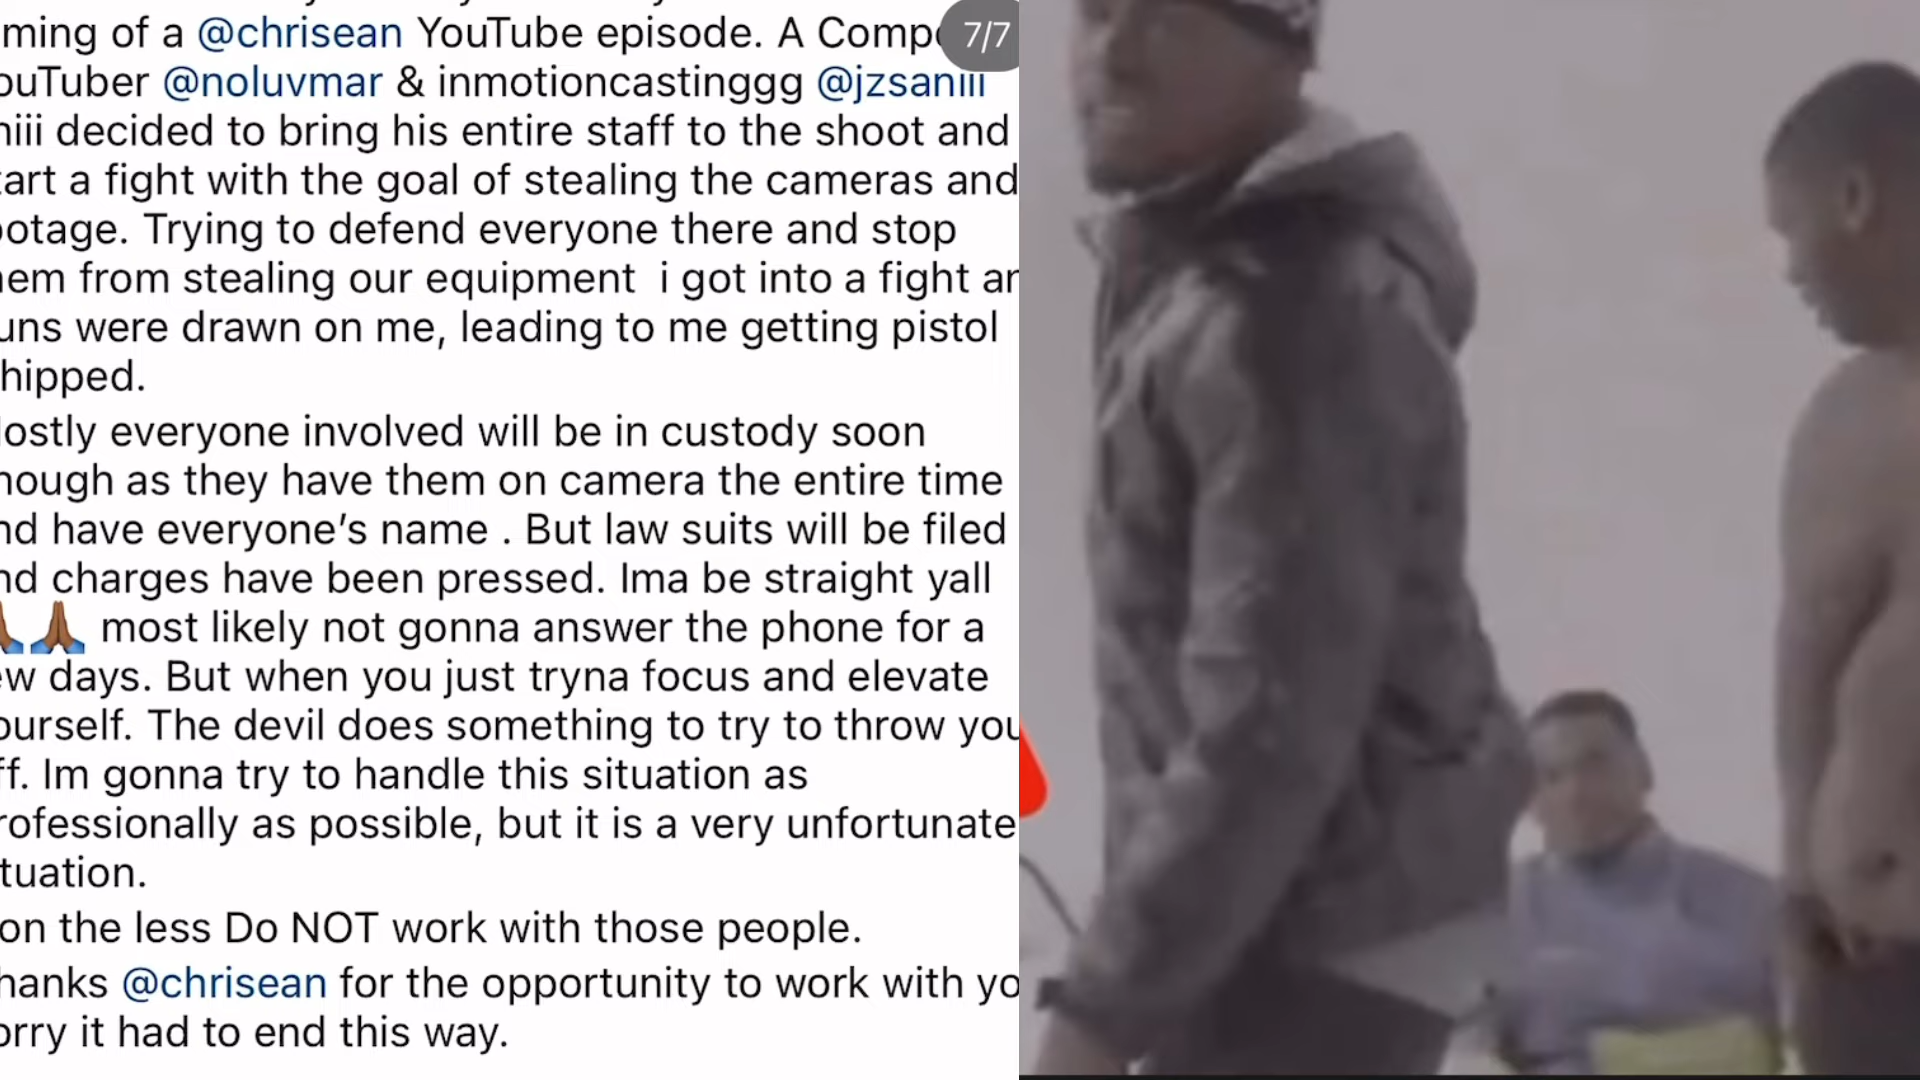 ming of a @chrisean YouTube episode. A Comp
7/7
ouTuber @noluvmar & inmotioncastinggg @jzsaniii
niii decided to bring his entire staff to the shoot and
tart a fight with the goal of stealing the cameras and
ootage. Trying to defend everyone there and stop
hem from stealing our equipment i got into a fight an
uns were drawn on me, leading to me getting pistol
hipped.
ostly everyone involved will be in custody soon
nough as they have them on camera the entire time
nd have everyone’s name . But law suits will be filed
nd charges have been pressed. Ima be straight yall
🙏🏾🙏🏾 most likely not gonna answer the phone for a
ew days. But when you just tryna focus and elevate
ourself. The devil does something to try to throw you
ff. Im gonna try to handle this situation as
rofessionally as possible, but it is a very unfortunate
tuation.
on the less Do NOT work with those people.
hanks @chrisean for the opportunity to work with yo
orry it had to end this way.